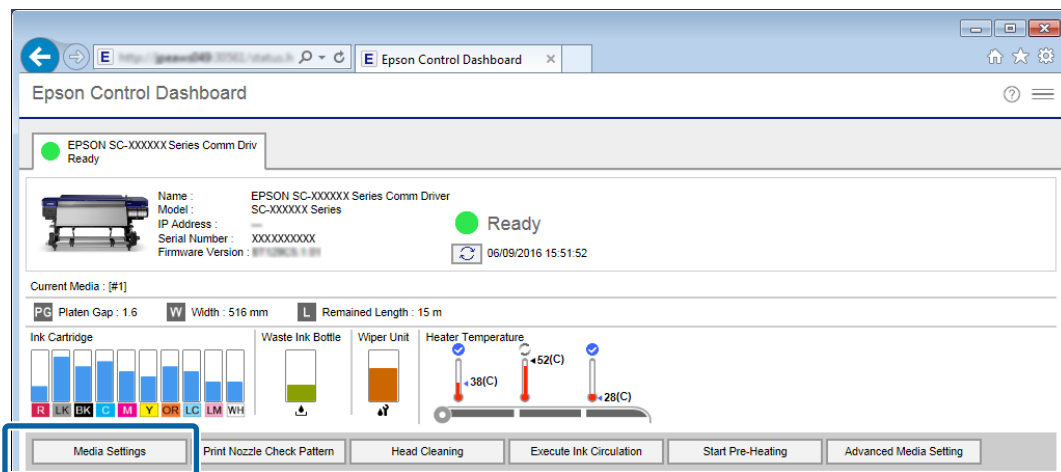 E
E Epson Control Dashboard ×
Epson Control Dashboard
?
EPSON SC-XXXXXX Series Comm Driv
Ready
Name : EPSON SC-XXXXXX Series Comm Driver
Model : SC-XXXXXX Series
IP Address : —
Serial Number : XXXXXXXXXX
Firmware Version :
Ready
06/09/2016 15:51:52
Current Media : [#1]
PG Platen Gap : 1.6 W Width : 516 mm L Remained Length : 15 m
Ink Cartridge Waste Ink Bottle Wiper Unit Heater Temperature
52(C)
38(C)
28(C)
R LK BK C M Y OR LC LM WH
Media Settings Print Nozzle Check Pattern Head Cleaning Execute Ink Circulation Start Pre-Heating Advanced Media Setting